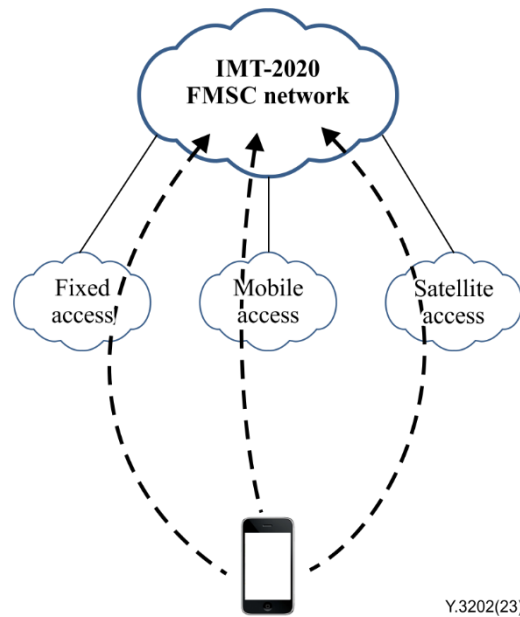 IMT-2020
FMSC network
Fixed
access
Mobile
access
Satellite
access
Y.3202(23)